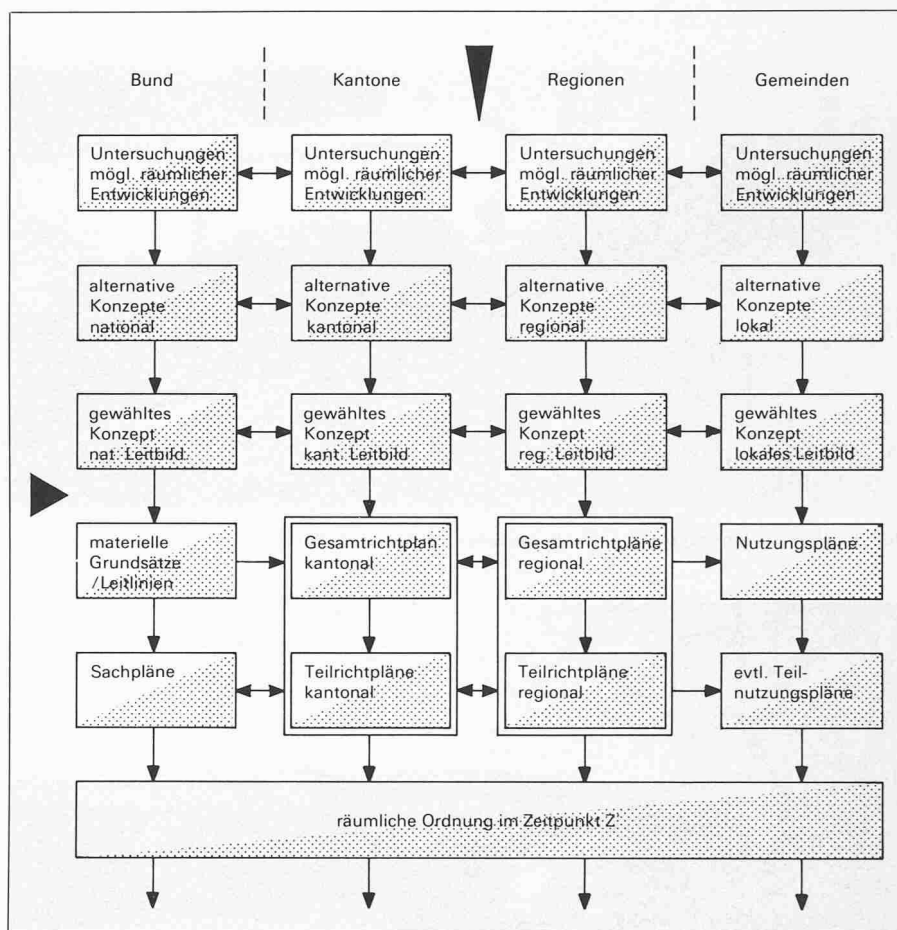 Bund
Kantone
Regionen
Gemeinden
Untersuchungen
mögl. räumlicher
Entwicklungen
Untersuchungen
mögl. räumlicher
Entwicklungen
Untersuchungen
mögl. räumlicher
Entwicklungen
Untersuchungen
mögl. räumlicher
Entwicklungen
alternative
Konzepte
national
alternative
Konzepte
kantonal
alternative
Konzepte
regional
alternative
Konzepte
lokal
gewähltes
Konzept
nat. Leitbild
gewähltes
Konzept
kant. Leitbild
gewähltes
Konzept
reg. Leitbild
gewähltes
Konzept
lokales Leitbild
materielle
Grundsätze
/Leitlinien
Gesamtrichtplan
kantonal
Gesamtrichtpläne
regional
Nutzungspläne
Sachpläne
Teilrichtpläne
kantonal
Teilrichtpläne
regional
evtl. Teil-
nutzungspläne
räumliche Ordnung im Zeitpunkt Z'